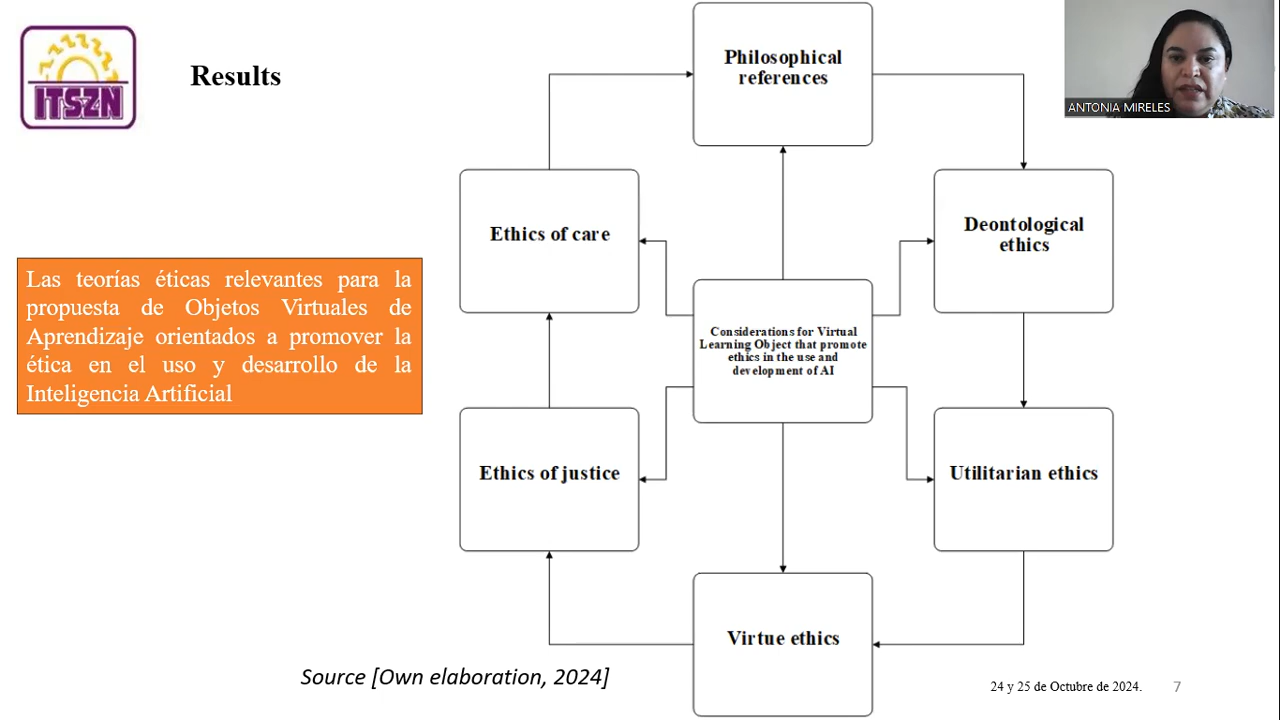 ITSZN
Results
ANTONIA MIRELES
Philosophical
references
Ethics of care
Deontological
ethics
Las teorías éticas relevantes para la
propuesta de Objetos Virtuales de
Aprendizaje orientados a promover la
ética en el uso y desarrollo de la
Inteligencia Artificial
Considerations for Virtual
Learning Object that promote
ethics in the use and
development of AI
Ethics of justice
Utilitarian ethics
Virtue ethics
Source [Own elaboration, 2024]
24 y 25 de Octubre de 2024.
7